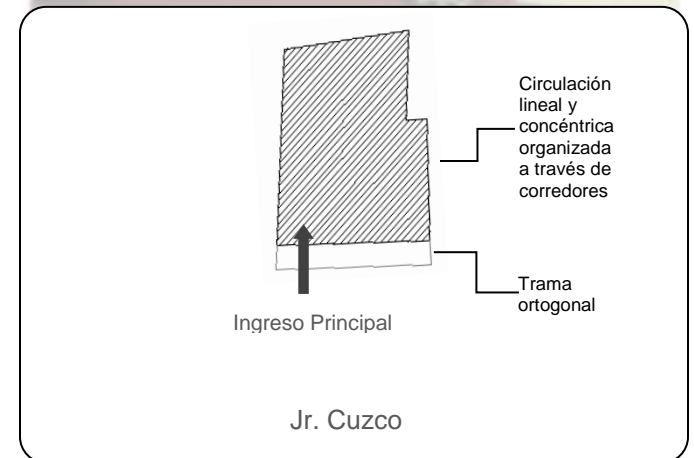 Circulación
lineal y
concéntrica
organizada
a través de
corredores
Trama
ortogonal
Ingreso Principal
Jr. Cuzco